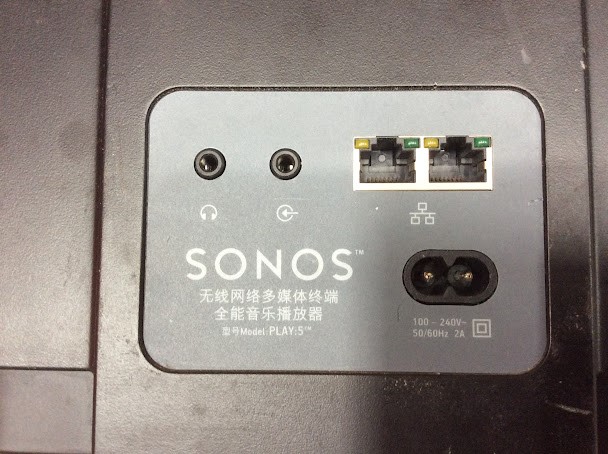 SONOS™
无线网络多媒体终端
全能音乐播放器
型号Model: PLAY:5™
100 – 240V~
50/60Hz 2A